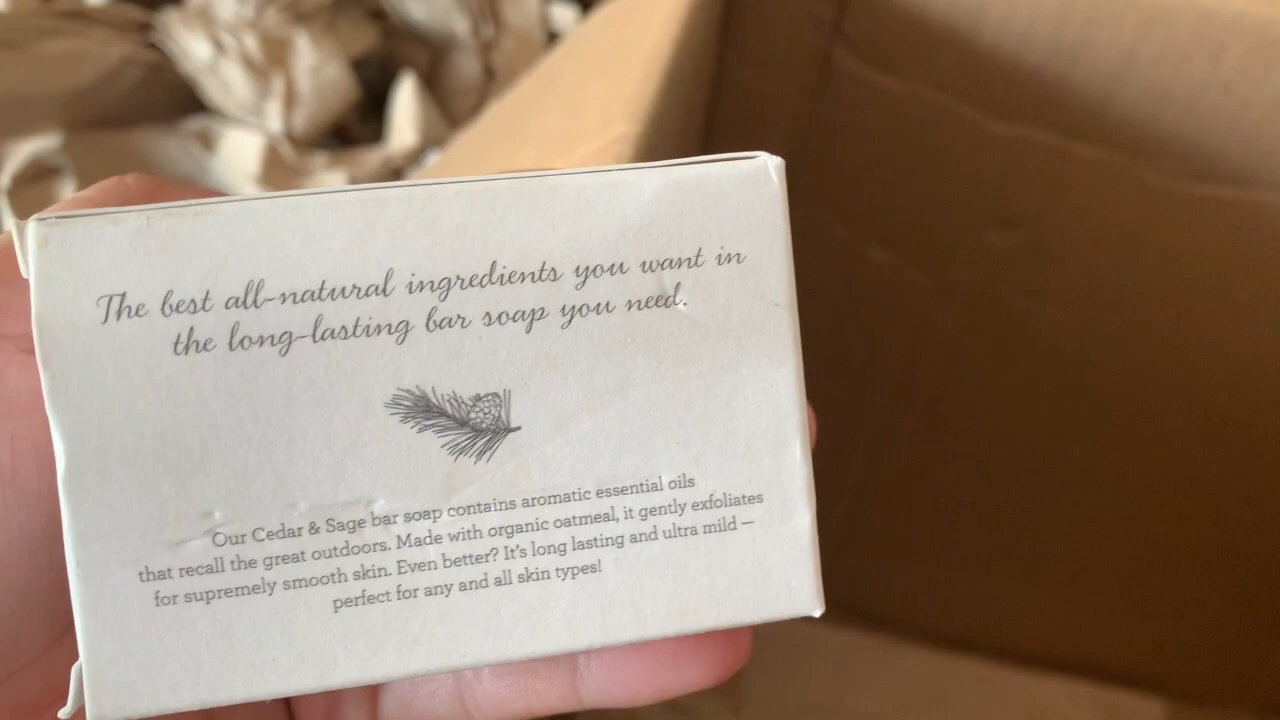 The best all-natural ingredients you want in
the long-lasting bar soap you need.
Our Cedar & Sage bar soap contains aromatic essential oils
that recall the great outdoors. Made with organic oatmeal, it gently exfoliates
for supremely smooth skin. Even better? It's long lasting and ultra mild —
perfect for any and all skin types!